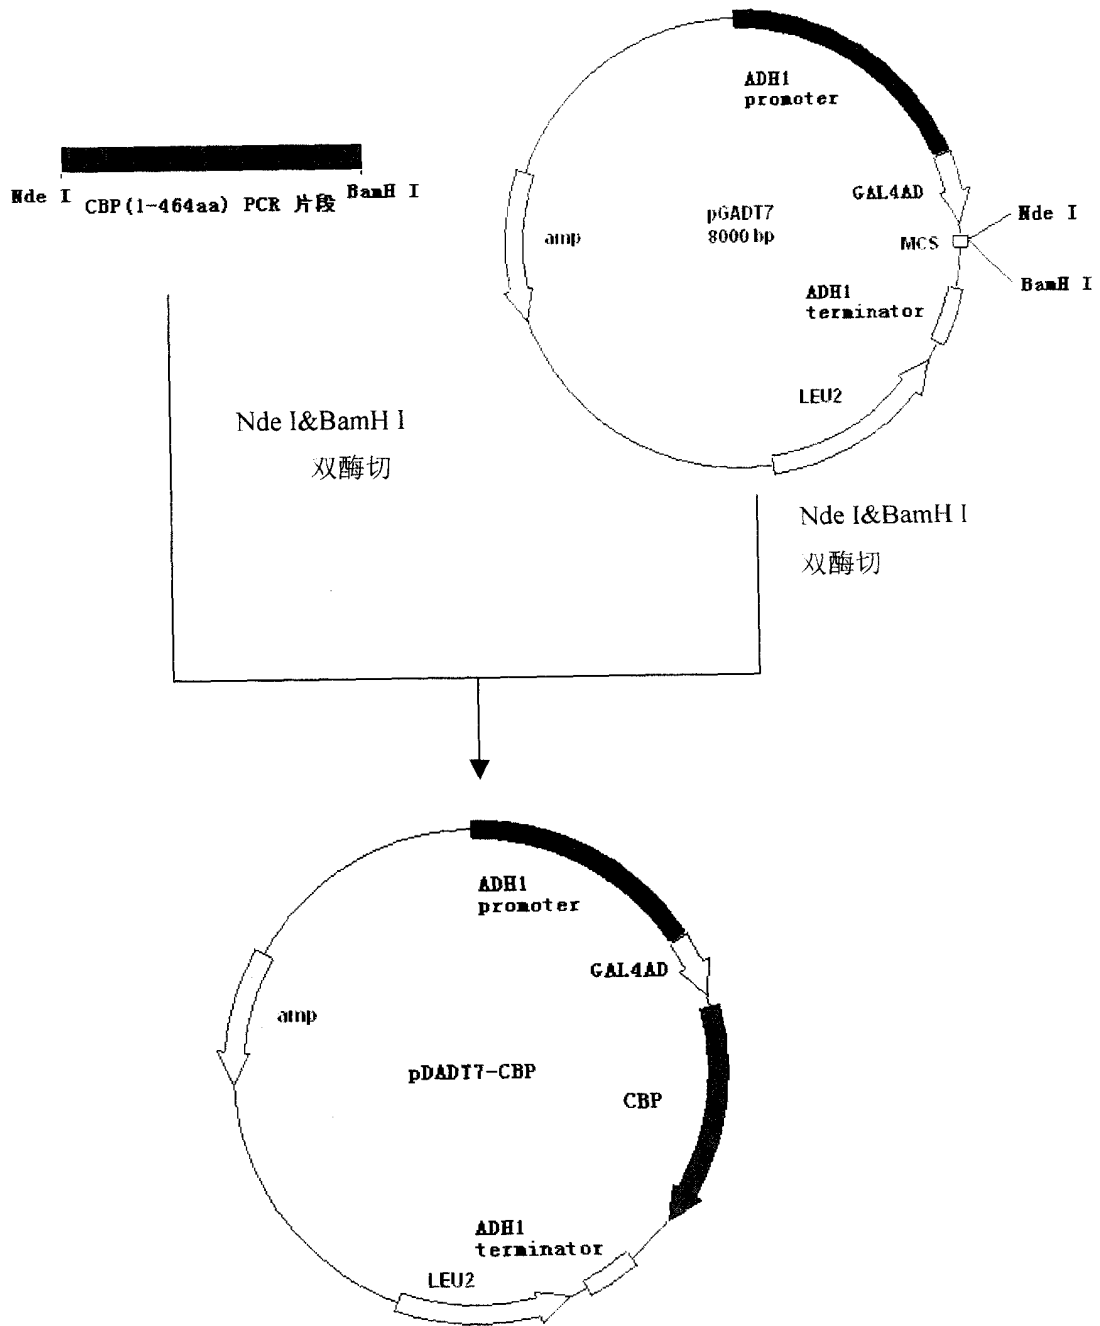 ADH1
promoter
GAL4AD
pGADT7
8000 bp
amp
MCS
Nde I
BamH I
ADH1
terminator
LEU2
Nde I
BamH I
CBP(1-464aa) PCR 片段
Nde I&BamH I
双酶切
Nde I&BamH I
双酶切
ADH1
promoter
GAL4AD
amp
pDADT7-CBP
CBP
ADH1
terminator
LEU2